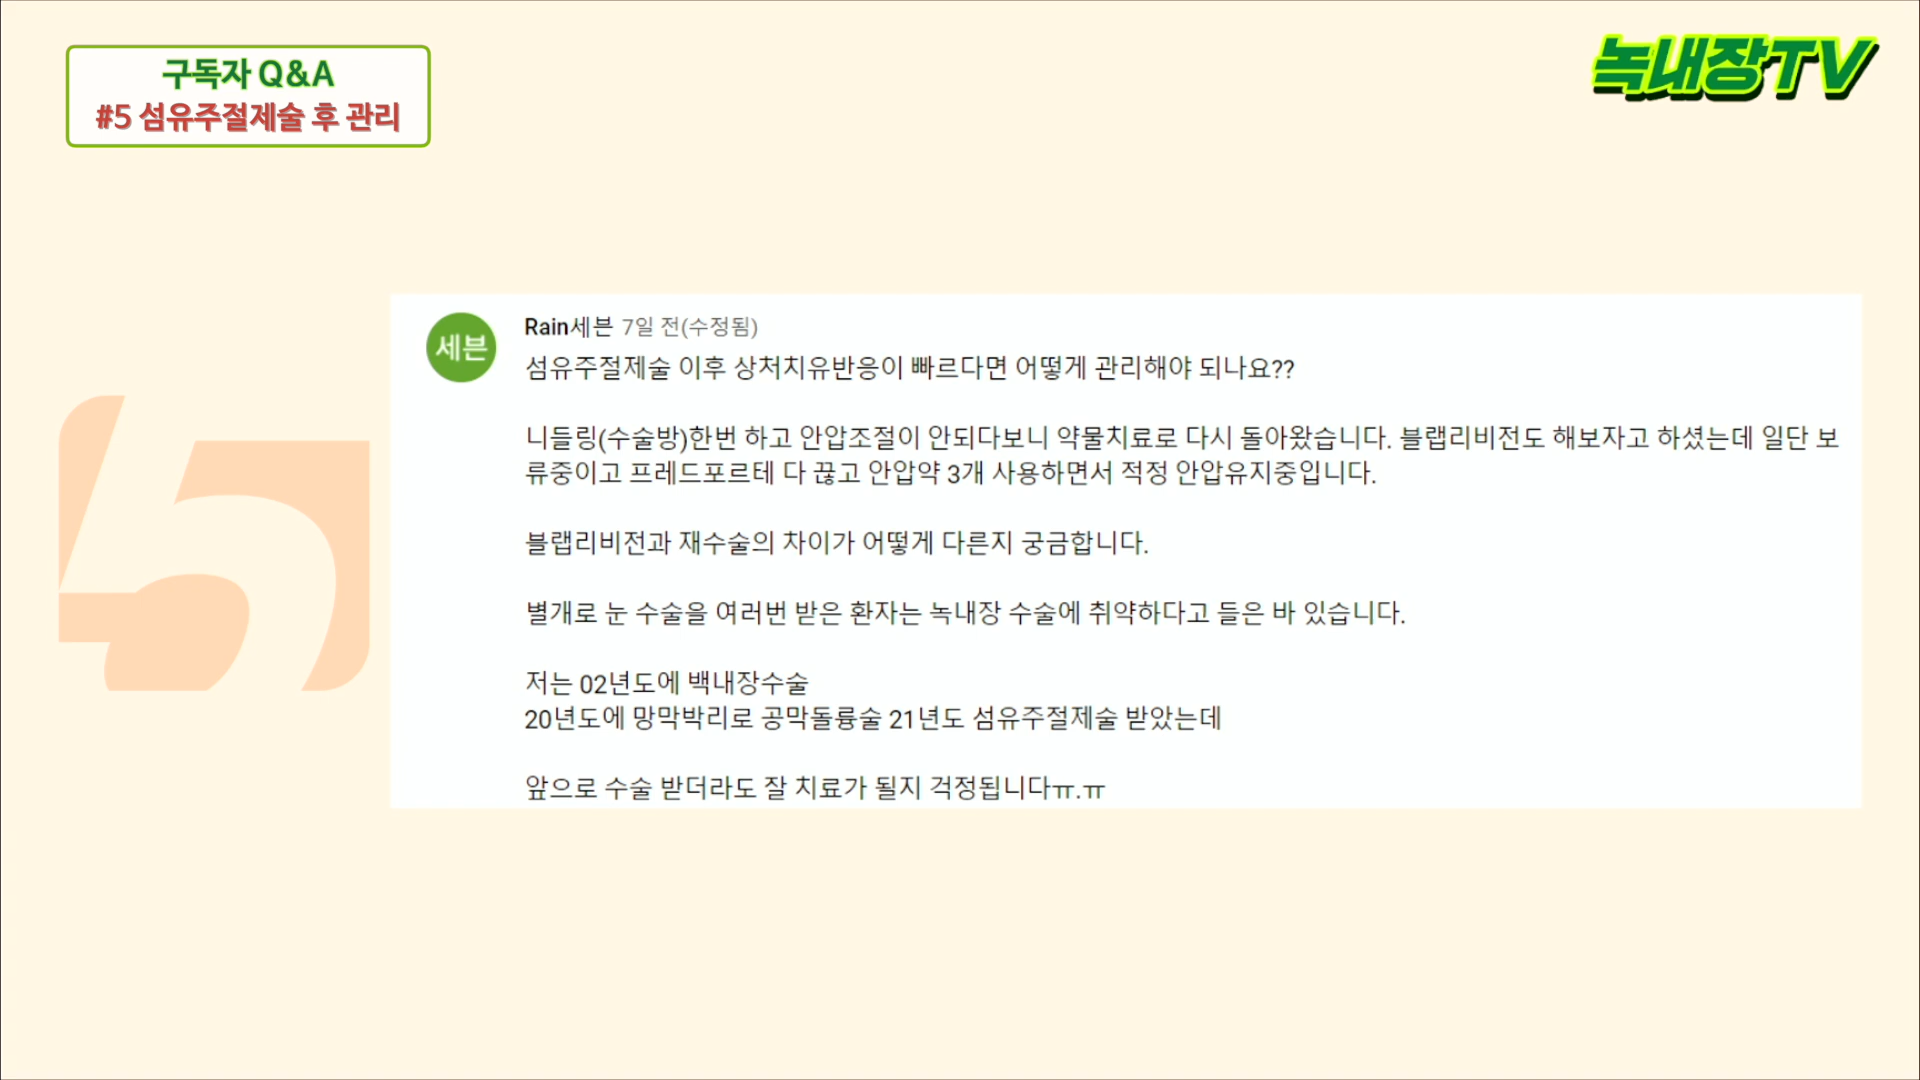 구독자 Q&A
#5 섬유주절제술 후 관리
녹내장TV
세븐
Rain세븐 7일 전(수정됨)
섬유주절제술 이후 상처치유반응이 빠르다면 어떻게 관리해야 되나요??
니들링(수술방)한번 하고 안압조절이 안되다보니 약물치료로 다시 돌아왔습니다. 블랩리비전도 해보자고 하셨는데 일단 보
류중이고 프레드포르테 다 끊고 안압약 3개 사용하면서 적정 안압유지중입니다.
블랩리비전과 재수술의 차이가 어떻게 다른지 궁금합니다.
별개로 눈 수술을 여러번 받은 환자는 녹내장 수술에 취약하다고 들은 바 있습니다.
저는 02년도에 백내장수술
20년도에 망막박리로 공막돌륭술 21년도 섬유주절제술 받았는데
앞으로 수술 받더라도 잘 치료가 될지 걱정됩니다ㅠ.ㅠ
5